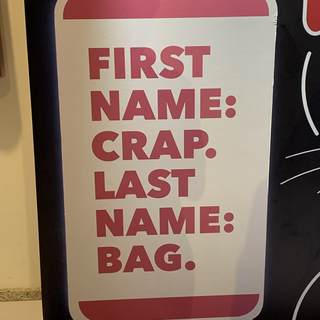 FIRST
NAME:
CRAP.
LAST
NAME:
BAG.